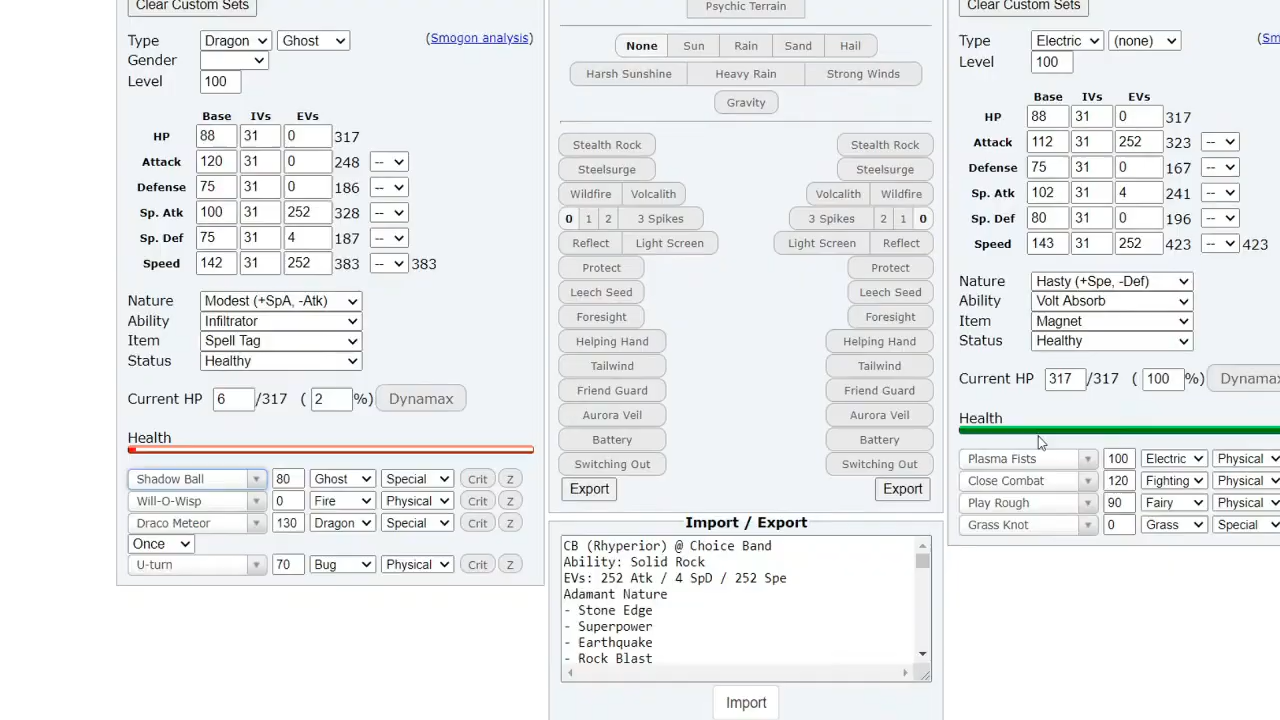 Clear Custom Sets
Type Dragon Ghost (Smogon analysis)
Gender
Level 100
Base IVs EVs
HP 88 31 0 317
Attack 120 31 0 248 --
Defense 75 31 0 186 --
Sp. Atk 100 31 252 328 --
Sp. Def 75 31 4 187 --
Speed 142 31 252 383 -- 383
Nature Modest (+SpA, -Atk)
Ability Infiltrator
Item Spell Tag
Status Healthy
Current HP 6 /317 ( 2 %) Dynamax
Health
Shadow Ball 80 Ghost Special Crit Z
Will-O-Wisp 0 Fire Physical Crit Z
Draco Meteor 130 Dragon Special Crit Z
Once
U-turn 70 Bug Physical Crit Z
Psychic Terrain
None Sun Rain Sand Hail
Harsh Sunshine Heavy Rain Strong Winds
Gravity
Stealth Rock Stealth Rock
Steelsurge Steelsurge
Wildfire Volcalith Volcalith Wildfire
0 1 2 3 Spikes 3 Spikes 2 1 0
Reflect Light Screen Light Screen Reflect
Protect Protect
Leech Seed Leech Seed
Foresight Foresight
Helping Hand Helping Hand
Tailwind Tailwind
Friend Guard Friend Guard
Aurora Veil Aurora Veil
Battery Battery
Switching Out Switching Out
Export Export
Import / Export
CB (Rhyperior) @ Choice Band
Ability: Solid Rock
EVs: 252 Atk / 4 SpD / 252 Spe
Adamant Nature
- Stone Edge
- Superpower
- Earthquake
- Rock Blast
Import
Clear Custom Sets
Type Electric (none) (Sm
Level 100
Base IVs EVs
HP 88 31 0 317
Attack 112 31 252 323 --
Defense 75 31 0 167 --
Sp. Atk 102 31 4 241 --
Sp. Def 80 31 0 196 --
Speed 143 31 252 423 -- 423
Nature Hasty (+Spe, -Def)
Ability Volt Absorb
Item Magnet
Status Healthy
Current HP 317 /317 ( 100 %) Dynamax
Health
Plasma Fists 100 Electric Physical
Close Combat 120 Fighting Physical
Play Rough 90 Fairy Physical
Grass Knot 0 Grass Special